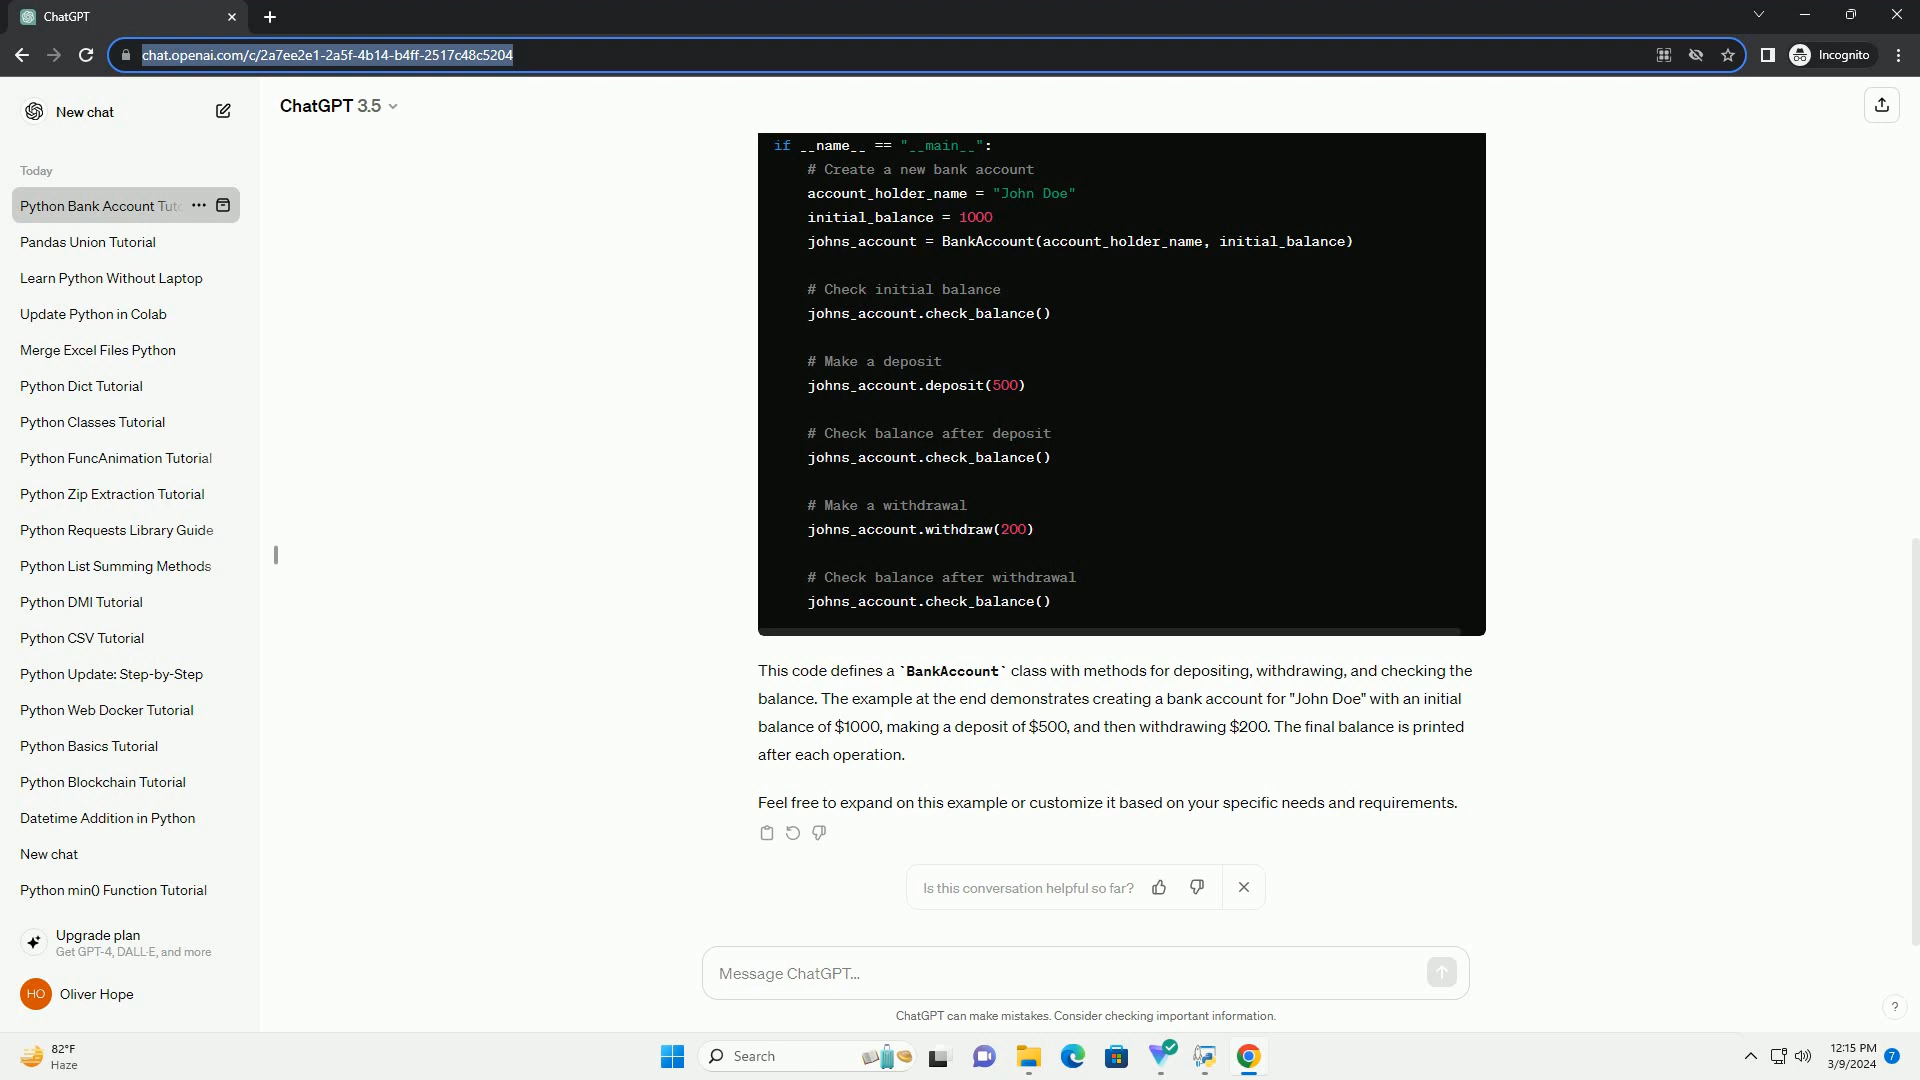 ChatGPT
chat.openai.com/c/2a7ee2e1-2a5f-4b14-b4ff-2517c48c5204
Incognito
New chat
ChatGPT 3.5
Today
Python Bank Account Tut
Pandas Union Tutorial
Learn Python Without Laptop
Update Python in Colab
Merge Excel Files Python
Python Dict Tutorial
Python Classes Tutorial
Python FuncAnimation Tutorial
Python Zip Extraction Tutorial
Python Requests Library Guide
Python List Summing Methods
Python DMI Tutorial
Python CSV Tutorial
Python Update: Step-by-Step
Python Web Docker Tutorial
Python Basics Tutorial
Python Blockchain Tutorial
Datetime Addition in Python
New chat
Python min() Function Tutorial
Upgrade plan
Get GPT-4, DALL·E, and more
HO Oliver Hope
if __name__ == "__main__":
# Create a new bank account
account_holder_name = "John Doe"
initial_balance = 1000
johns_account = BankAccount(account_holder_name, initial_balance)
# Check initial balance
johns_account.check_balance()
# Make a deposit
johns_account.deposit(500)
# Check balance after deposit
johns_account.check_balance()
# Make a withdrawal
johns_account.withdraw(200)
# Check balance after withdrawal
johns_account.check_balance()
This code defines a `BankAccount` class with methods for depositing, withdrawing, and checking the
balance. The example at the end demonstrates creating a bank account for "John Doe" with an initial
balance of $1000, making a deposit of $500, and then withdrawing $200. The final balance is printed
after each operation.
Feel free to expand on this example or customize it based on your specific needs and requirements.
Is this conversation helpful so far?
Message ChatGPT...
ChatGPT can make mistakes. Consider checking important information.
?
82°F
Haze
Search
12:15 PM
3/9/2024
7